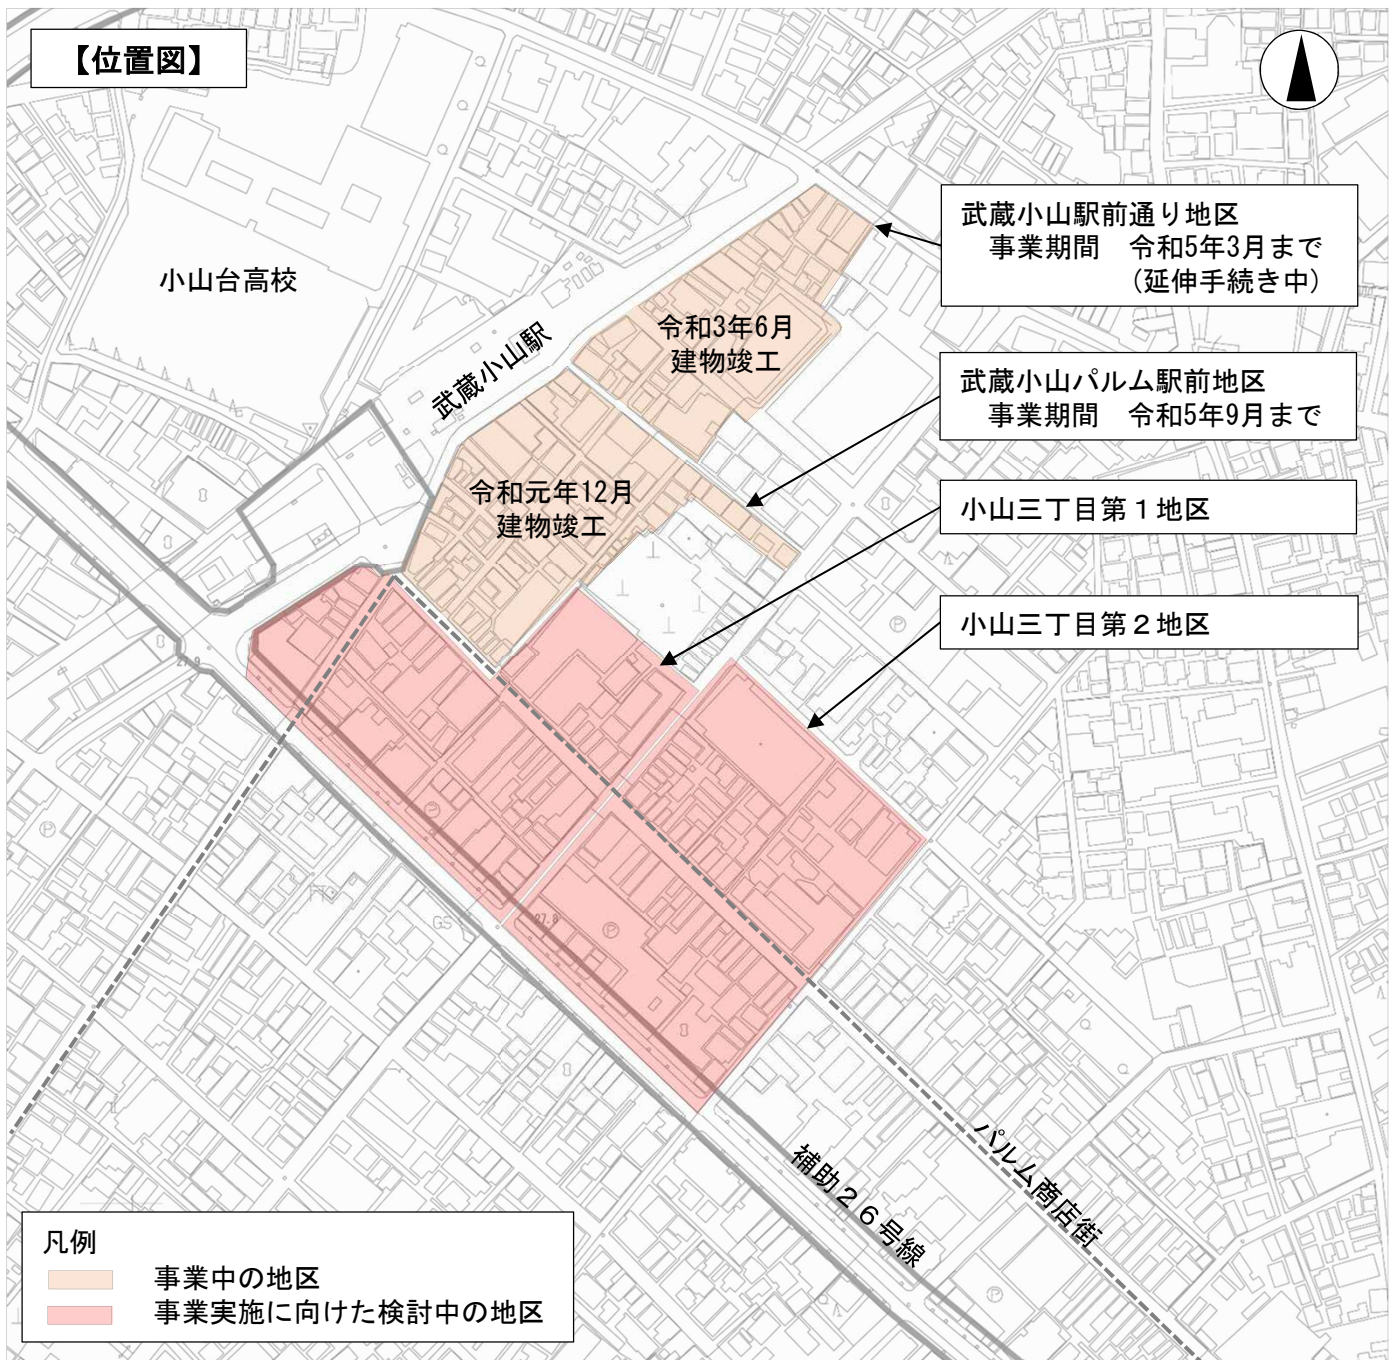 【位置図】
武蔵小山駅前通り地区
事業期間　令和5年3月まで
(延伸手続き中)
小山台高校
令和3年6月
建物竣工
武蔵小山駅
武蔵小山パルム駅前地区
事業期間　令和5年9月まで
令和元年12月
建物竣工
小山三丁目第１地区
小山三丁目第２地区
27.8
GS
パルム商店街
補助２６号線
凡例
事業中の地区
事業実施に向けた検討中の地区